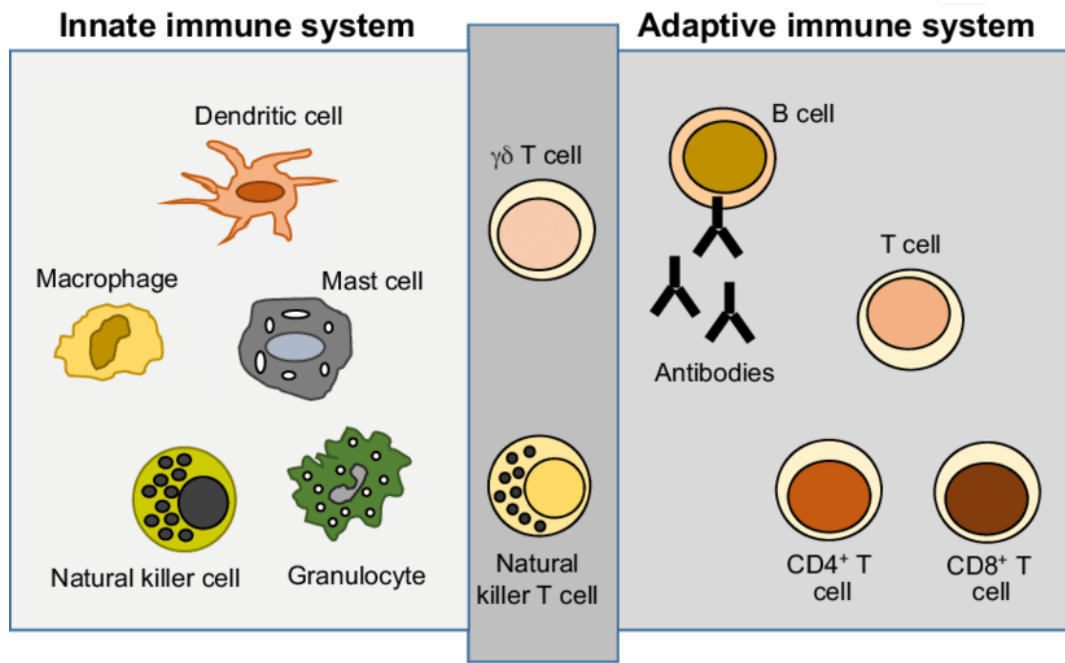 Innate immune system
Adaptive immune system
Dendritic cell
Macrophage
Mast cell
Natural killer cell
Granulocyte
γδ T cell
Natural
killer T cell
B cell
T cell
Antibodies
CD4⁺ T
cell
CD8⁺ T
cell